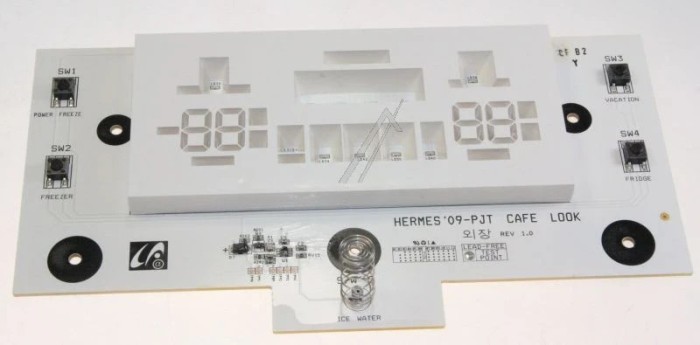 SW1
POWER FREEZE
SW2
FREEZER
SW3
VACATION
SW4
FRIDGE
HERMES'09-PJT CAFE LOOK
외장 REV 1.0
LEAD-FREE
TEST
POINT
ICE WATER